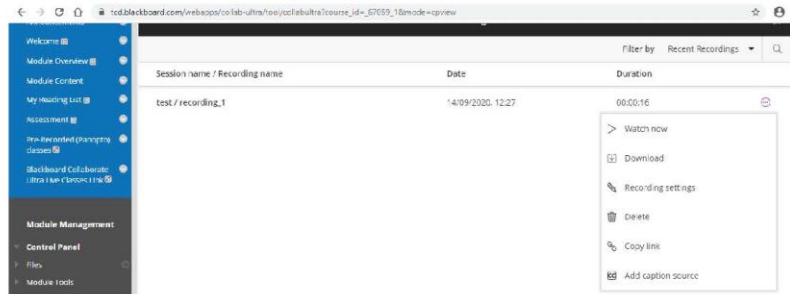 tcd.blackboard.com/webapps/collab-ultra/tool/collabultra?course_id=_67059_1&mode=cpview
Welcome
Module Overview
Module Content
My Reading List
Assessment
Pre-Recorded (Panopto)
classes
Blackboard Collaborate
Ultra Live Classes Link
Module Management
Control Panel
Files
Module Tools
Filter by Recent Recordings
Session name / Recording name Date Duration
test / recording_1 14/09/2020, 12:27 00:00:16
Watch now
Download
Recording settings
Delete
Copy link
Add caption source